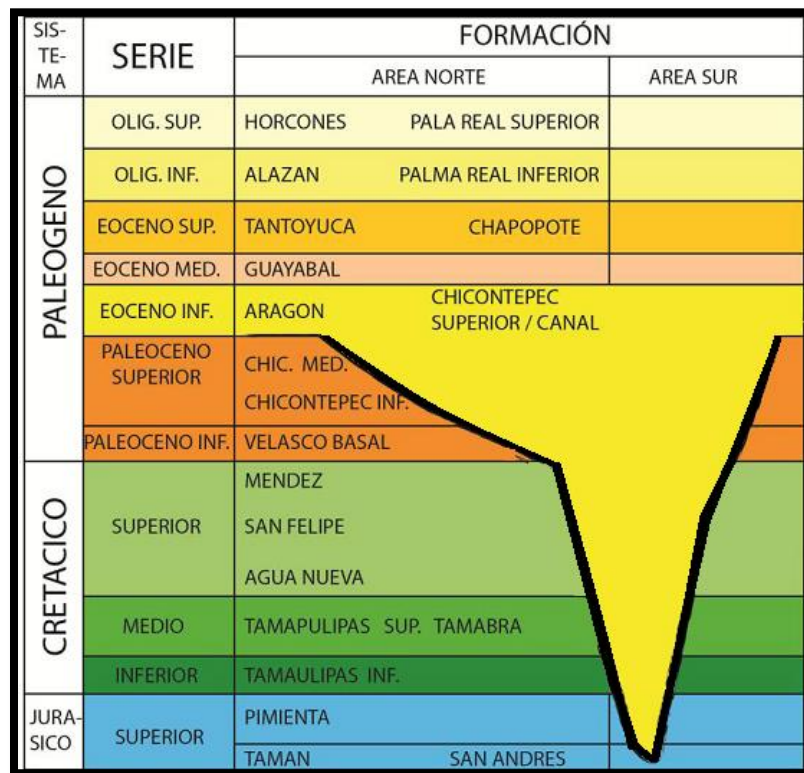 SIS-
TE-
MA
SERIE
FORMACIÓN
AREA NORTE
AREA SUR
PALEOGENO
OLIG. SUP.
HORCONES PALA REAL SUPERIOR
OLIG. INF.
ALAZAN PALMA REAL INFERIOR
EOCENO SUP.
TANTOYUCA CHAPOPOTE
EOCENO MED.
GUAYABAL
EOCENO INF.
ARAGON
CHICONTEPEC
SUPERIOR / CANAL
PALEOCENO
SUPERIOR
CHIC. MED.
CHICONTEPEC INF.
PALEOCENO INF.
VELASCO BASAL
CRETACICO
SUPERIOR
MENDEZ
SAN FELIPE
AGUA NUEVA
MEDIO
TAMAPULIPAS SUP. TAMABRA
INFERIOR
TAMAULIPAS INF.
JURA-
SICO
SUPERIOR
PIMIENTA
TAMAN SAN ANDRES